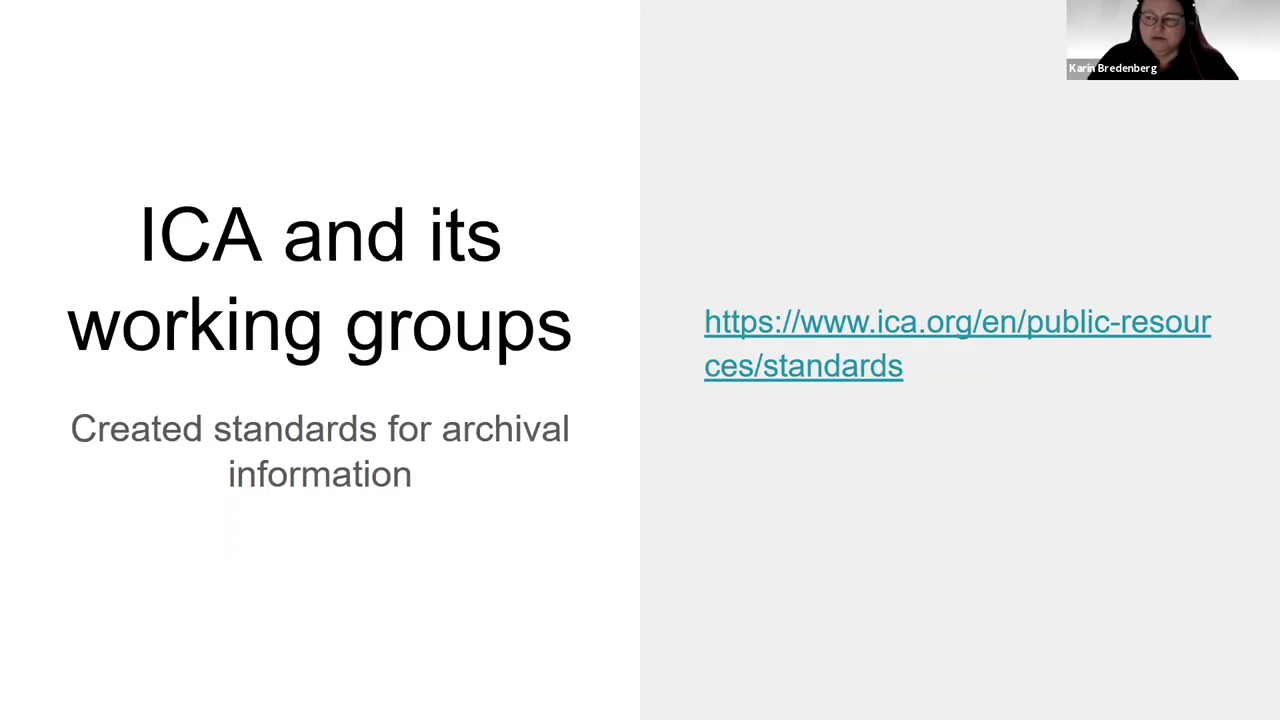 ICA and its
working groups
Created standards for archival
information
https://www.ica.org/en/public-resour
ces/standards
Karin Bredenberg